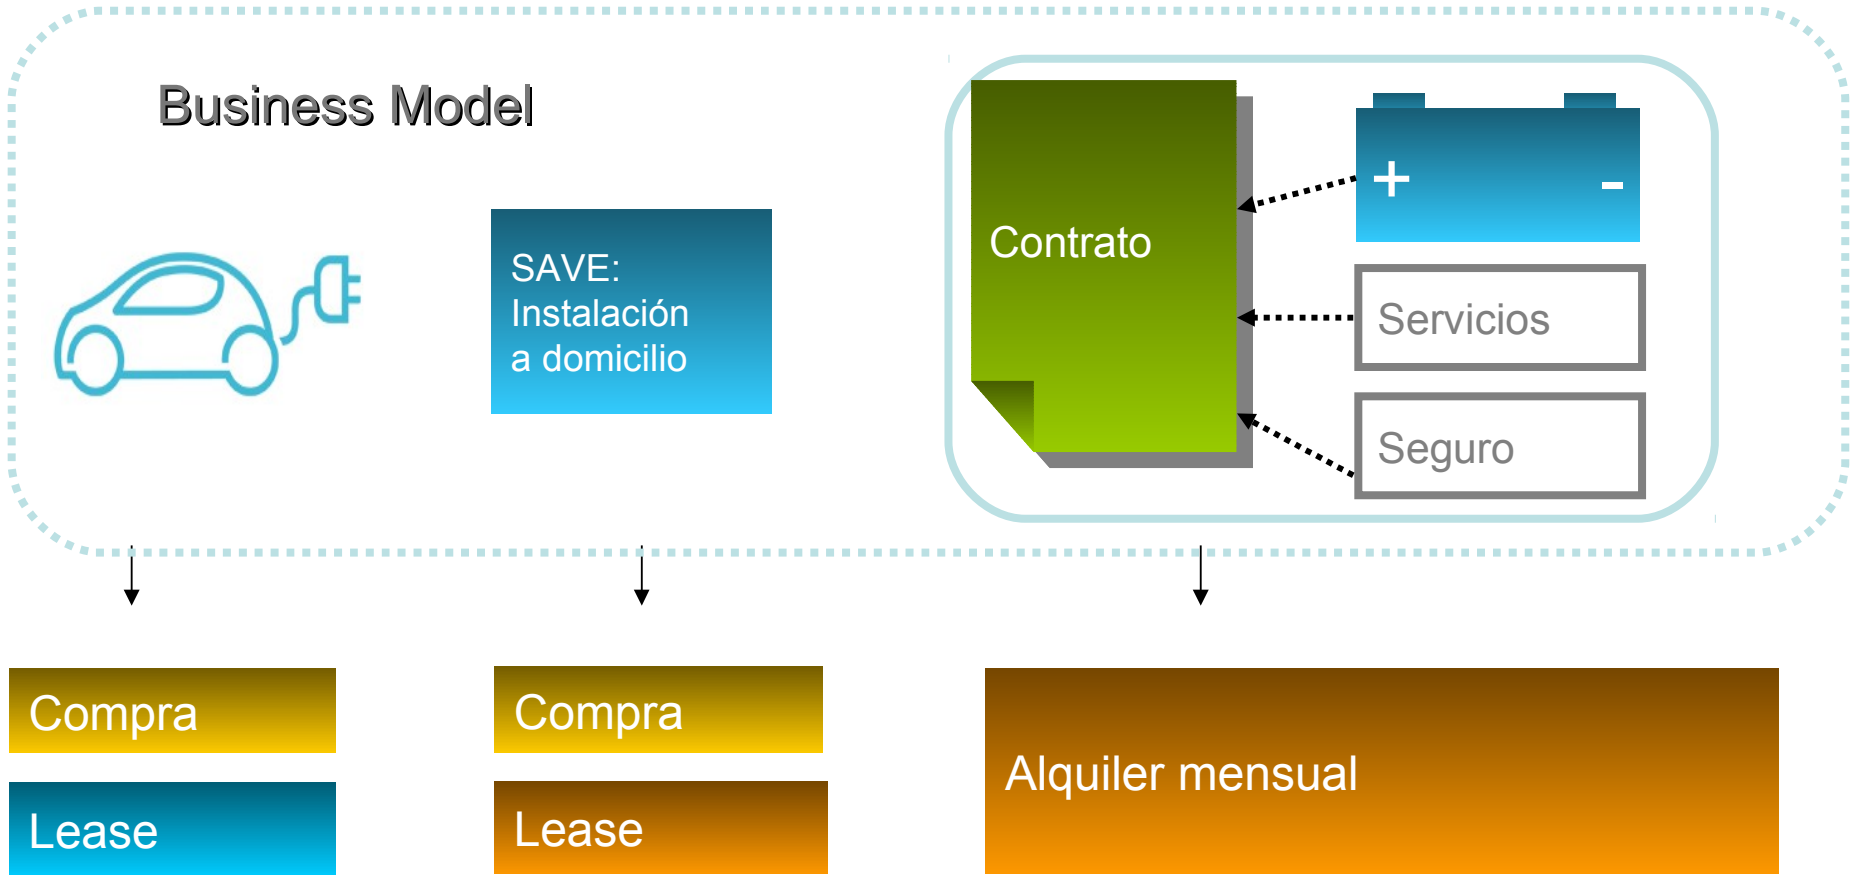 Business Model
SAVE:
Instalación
a domicilio
Contrato
+ -
Servicios
Seguro
Compra
Lease
Compra
Lease
Alquiler mensual